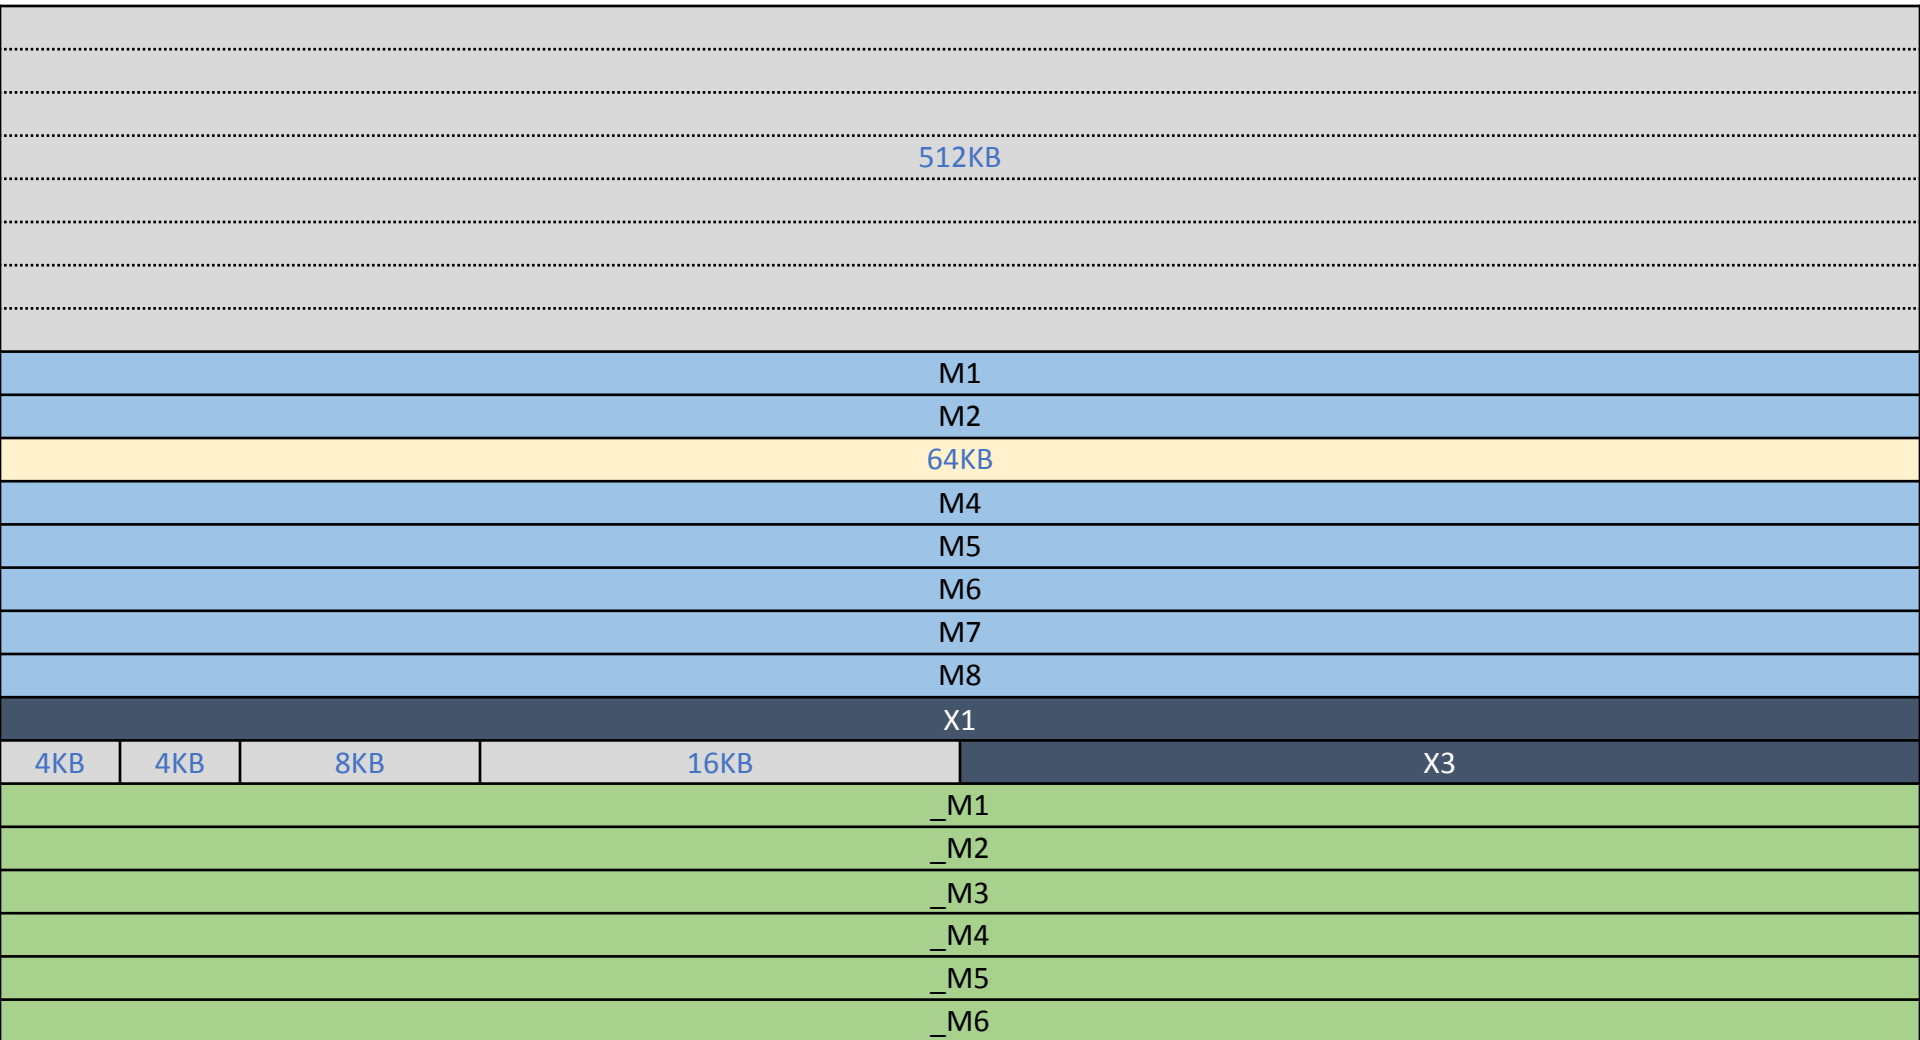 512KB
M1
M2
64KB
M4
M5
M6
M7
M8
X1
4KB 4KB 8KB 16KB X3
_M1
_M2
_M3
_M4
_M5
_M6